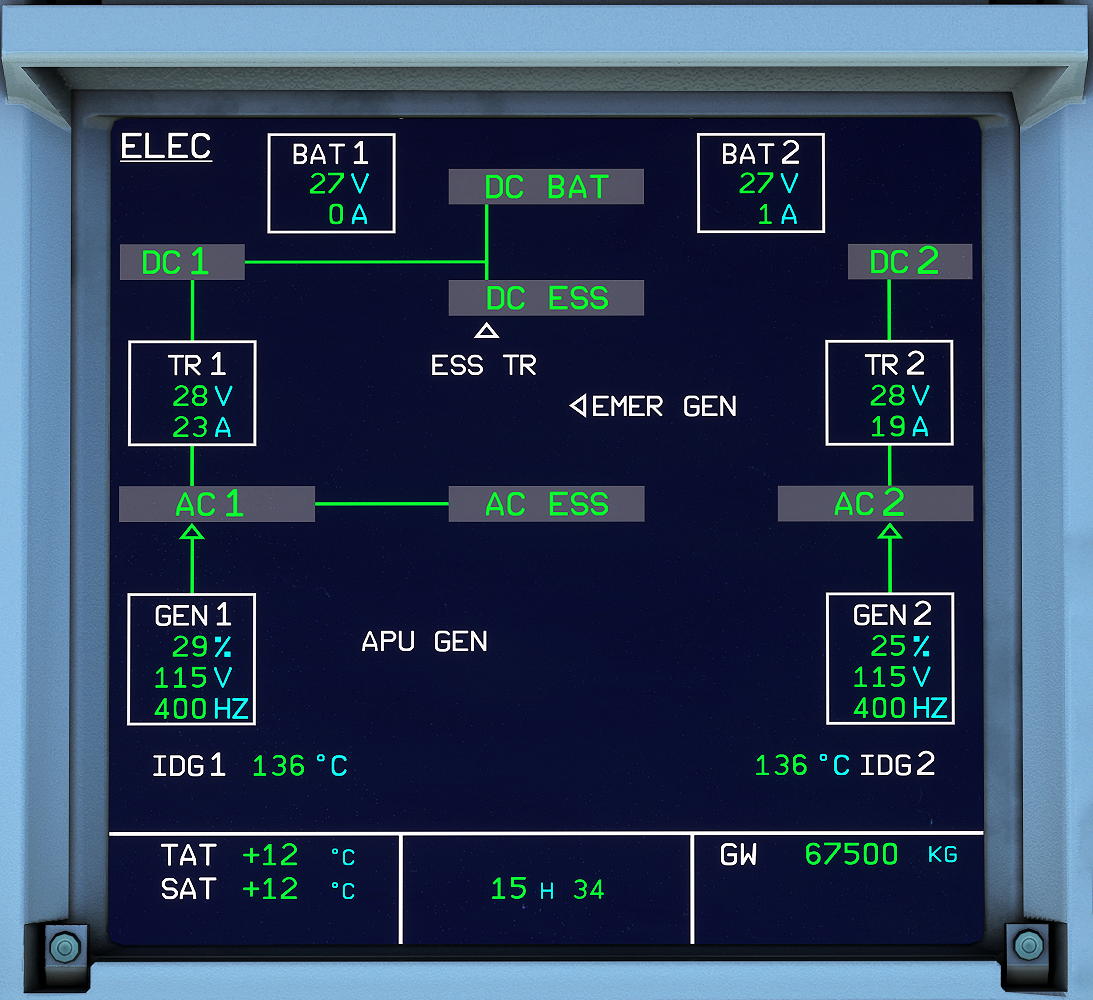 ELEC
BAT 1
27 V
0 A
DC BAT
BAT 2
27 V
1 A
DC 1
DC 2
DC ESS
ESS TR
TR 1
28 V
23 A
EMER GEN
TR 2
28 V
19 A
AC 1
AC ESS
AC 2
GEN 1
29 %
115 V
400 HZ
APU GEN
GEN 2
25 %
115 V
400 HZ
IDG 1 136 °C
136 °C IDG 2
TAT +12 °C
SAT +12 °C
15 H 34
GW 67500 KG